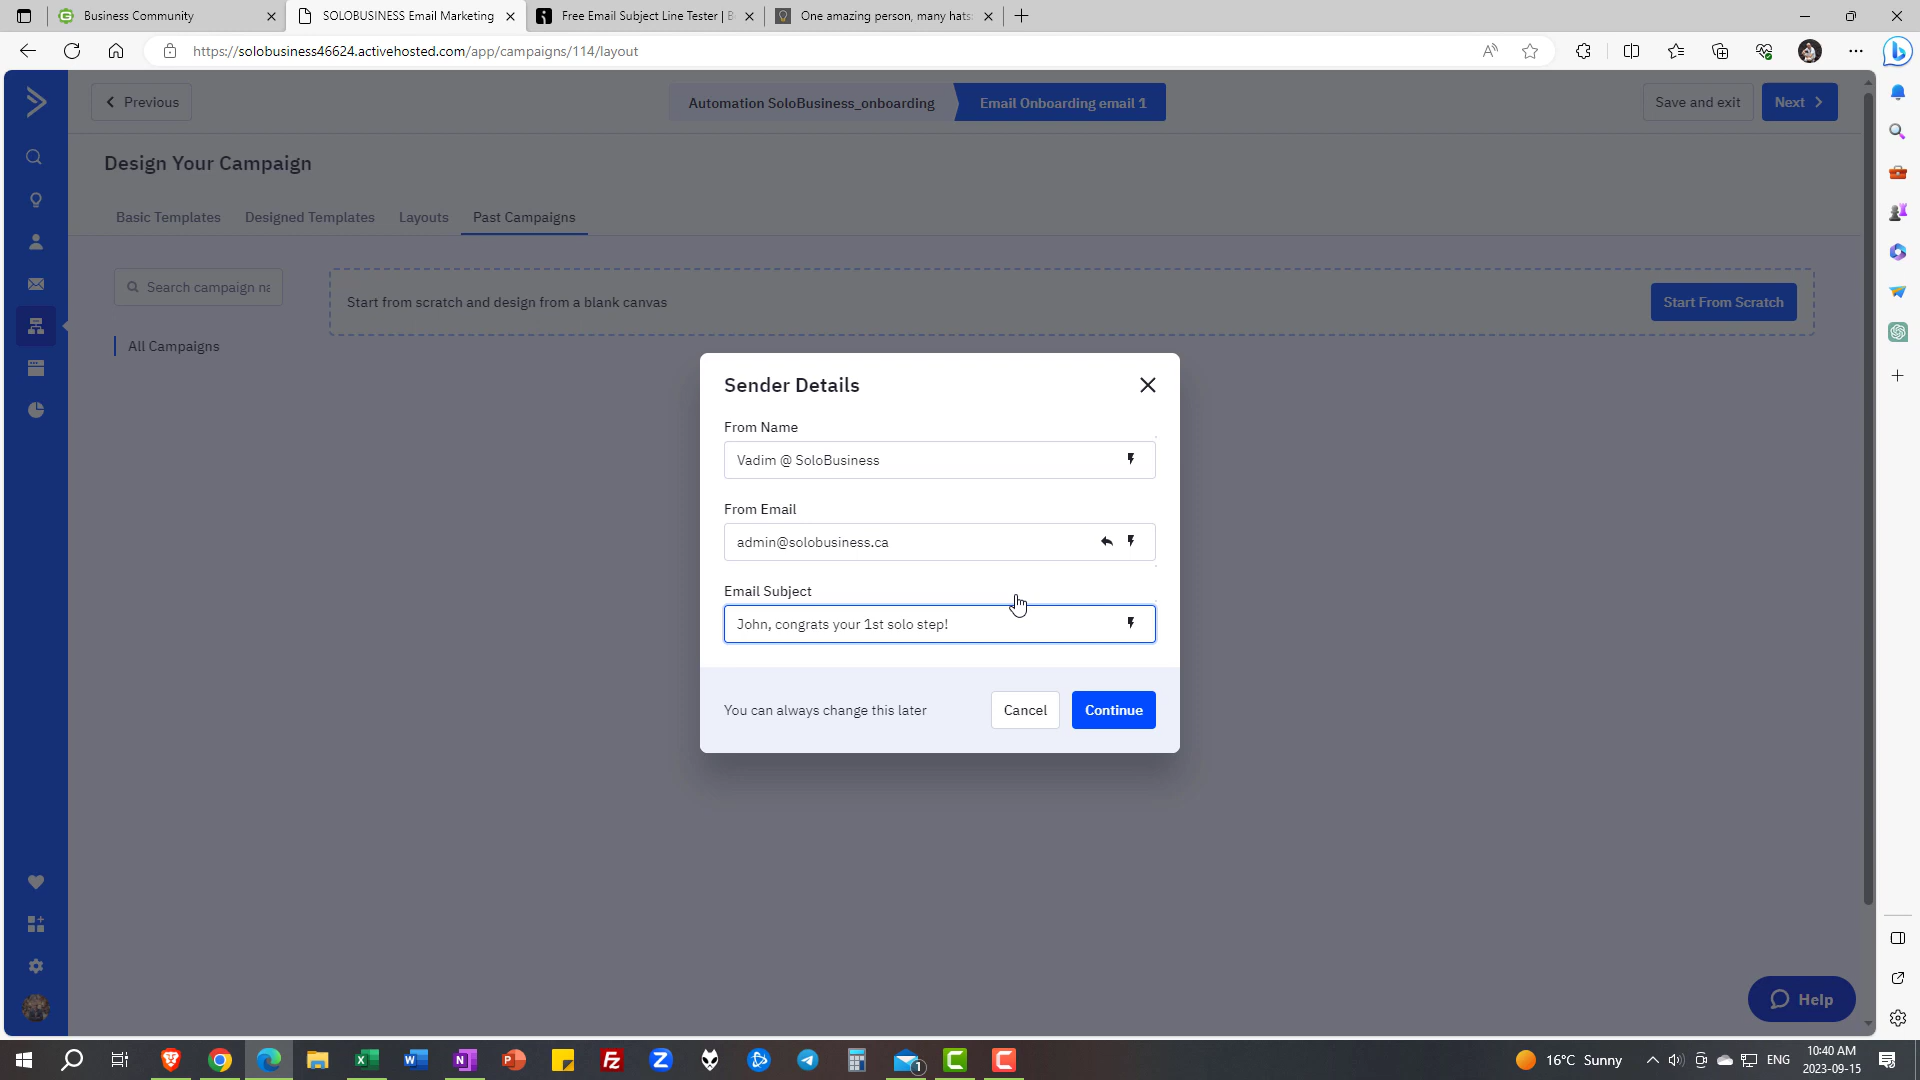 Business Community
SOLOBUSINESS Email Marketing
Free Email Subject Line Tester | B
One amazing person, many hats:
https://solobusiness46624.activehosted.com/app/campaigns/114/layout
Previous
Automation SoloBusiness_onboarding
Email Onboarding email 1
Save and exit
Next
Design Your Campaign
Basic Templates
Designed Templates
Layouts
Past Campaigns
Search campaign na
Start from scratch and design from a blank canvas
Start From Scratch
All Campaigns
Sender Details
From Name
Vadim @ SoloBusiness
From Email
admin@solobusiness.ca
Email Subject
John, congrats your 1st solo step!
You can always change this later
Cancel
Continue
Help
1
16°C Sunny
ENG
10:40 AM
2023-09-15